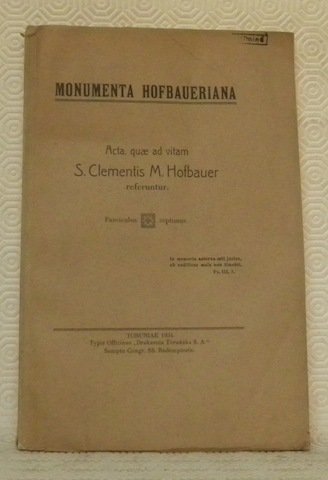 MONUMENTA HOFBAUERIANA
Acta, quæ ad vitam
S. Clementis M. Hofbauer
referuntur.
Fasciculus septimus
In memoria aeterna erit justus,
ab auditione mala non timebit.
Ps. 111, 7.
TORUNIAE 1934
Typis Officinae „Drukarnia Toruńska S. A“
Sumptu Congr. SS. Redemptoris.